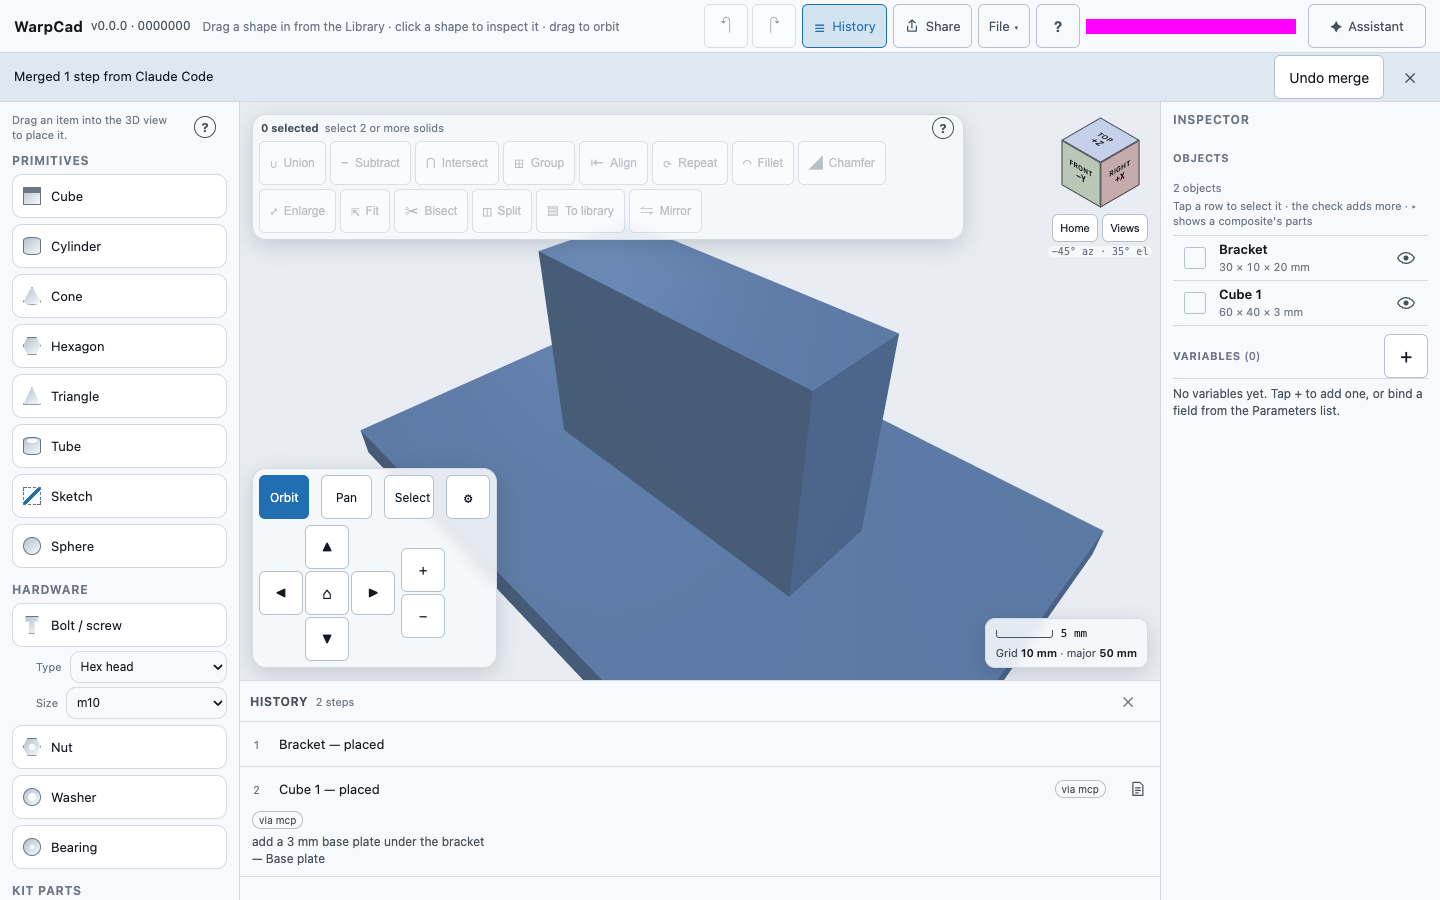 WarpCad v0.0.0 · 0000000 Drag a shape in from the Library · click a shape to inspect it · drag to orbit
History
Share
File
?
Assistant
Merged 1 step from Claude Code
Undo merge
Drag an item into the 3D view
to place it.
?
PRIMITIVES
Cube
Cylinder
Cone
Hexagon
Triangle
Tube
Sketch
Sphere
HARDWARE
Bolt / screw
Type Hex head
Size m10
Nut
Washer
Bearing
KIT PARTS
0 selected select 2 or more solids
?
Union
Subtract
Intersect
Group
Align
Repeat
Fillet
Chamfer
Enlarge
Fit
Bisect
Split
To library
Mirror
TOP
+Z
FRONT
−Y
RIGHT
+X
Home
Views
−45° az · 35° el
Orbit
Pan
Select
+
−
5 mm
Grid 10 mm · major 50 mm
HISTORY 2 steps
1 Bracket — placed
2 Cube 1 — placed
via mcp
via mcp
add a 3 mm base plate under the bracket
— Base plate
INSPECTOR
OBJECTS
2 objects
Tap a row to select it · the check adds more · ▸
shows a composite's parts
Bracket
30 × 10 × 20 mm
Cube 1
60 × 40 × 3 mm
VARIABLES (0)
+
No variables yet. Tap + to add one, or bind a
field from the Parameters list.